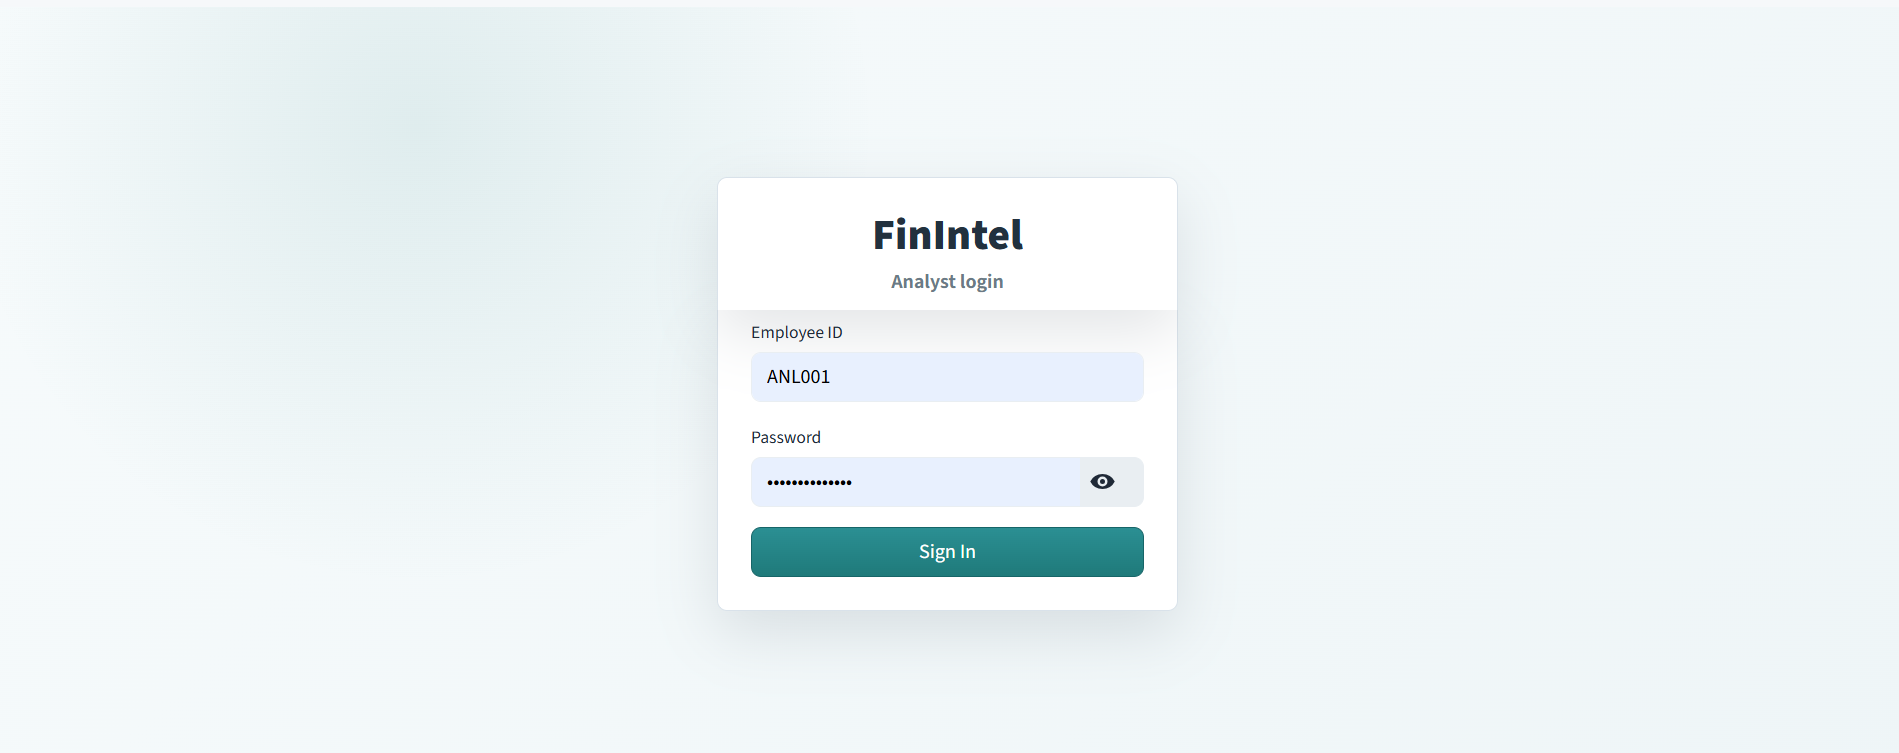 FinIntel
Analyst login
Employee ID
ANL001
Password
••••••••••••••
Sign In